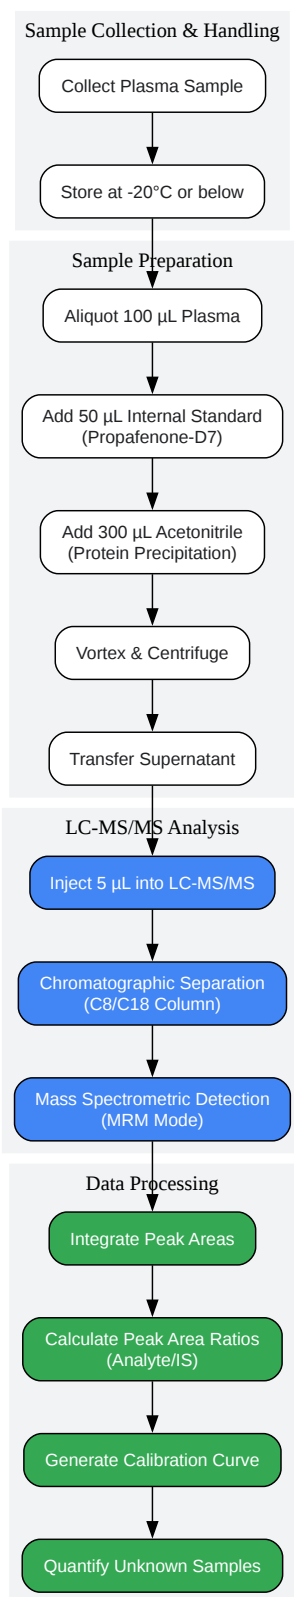 Sample Collection & Handling
Collect Plasma Sample
Store at -20°C or below
Sample Preparation
Aliquot 100 µL Plasma
Add 50 µL Internal Standard
(Propafenone-D7)
Add 300 µL Acetonitrile
(Protein Precipitation)
Vortex & Centrifuge
Transfer Supernatant
LC-MS/MS Analysis
Inject 5 µL into LC-MS/MS
Chromatographic Separation
(C8/C18 Column)
Mass Spectrometric Detection
(MRM Mode)
Data Processing
Integrate Peak Areas
Calculate Peak Area Ratios
(Analyte/IS)
Generate Calibration Curve
Quantify Unknown Samples